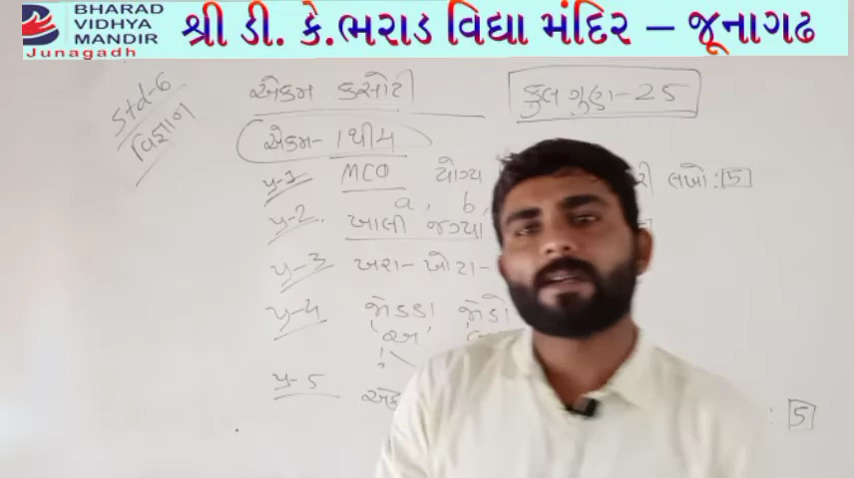 BHARAD
VIDHYA
MANDIR
Junagadh
શ્રી ડી. કે.ભરાડ વિદ્યા મંદિર – જૂનાગઢ
Std-6
વિજ્ઞાન
એકમ કસોટી
કુલ ગુણ-25
એકમ- 1 થી 4
પ્ર-1 MCQ યોગ્ય લખો: 5
a, b,
પ્ર-2. ખાલી જગ્યા
પ્ર-3 ખરા- ખોટા-
પ્ર-4 જોડકા જોડો
'અ'
પ્ર-5
: 5